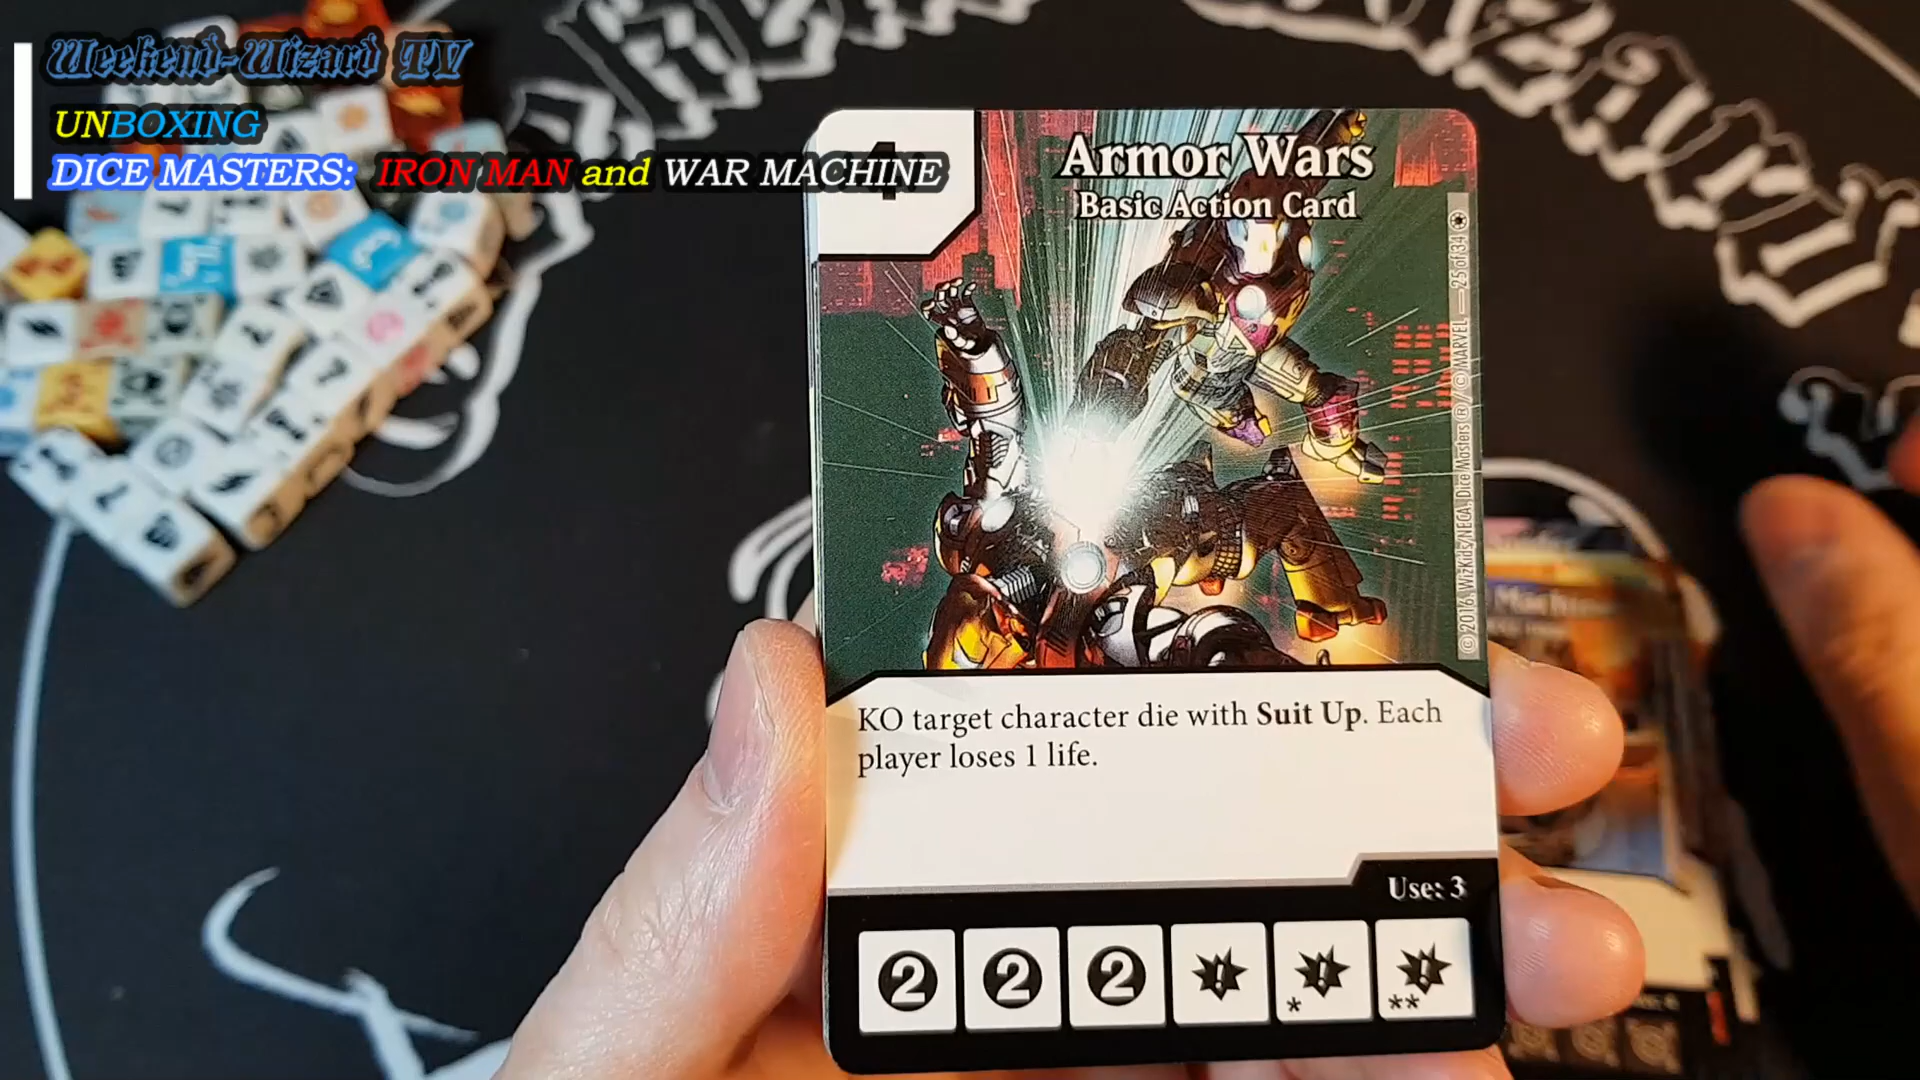 Weekend-Wizard TV
UNBOXING
DICE MASTERS: IRON MAN and WAR MACHINE
4
Armor Wars
Basic Action Card
© 2016 WizKids/NECA. Dice Masters ® / © MARVEL — 25 of 34
KO target character die with Suit Up. Each
player loses 1 life.
Use: 3
2 2 2 ! ! * ! **